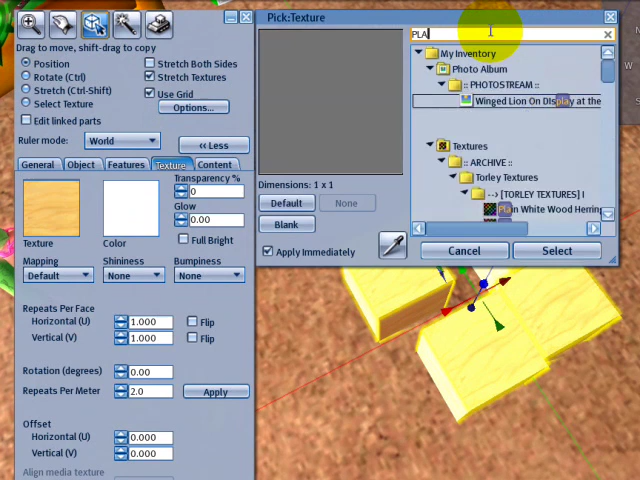 Drag to move, shift-drag to copy
Position
Rotate (Ctrl)
Stretch (Ctrl-Shift)
Select Texture
Edit linked parts
Stretch Both Sides
Stretch Textures
Use Grid
Options...
Ruler mode:
World
‹‹ Less
General
Object
Features
Texture
Content
Transparency %
0
Glow
0.00
Full Bright
Texture
Color
Mapping
Shininess
Bumpiness
Default
None
None
Repeats Per Face
Horizontal (U)
1.000
Flip
Vertical (V)
1.000
Flip
Rotation (degrees)
0.00
Repeats Per Meter
2.0
Apply
Offset
Horizontal (U)
0.000
Vertical (V)
0.000
Align media texture
Pick:Texture
PLA
My Inventory
Photo Album
:: PHOTOSTREAM ::
Winged Lion On Display at the
Textures
:: ARCHIVE ::
Torley Textures
--> [TORLEY TEXTURES] I
Plain White Wood Herring
Dimensions: 1 x 1
Default
None
Blank
Apply Immediately
Cancel
Select
W